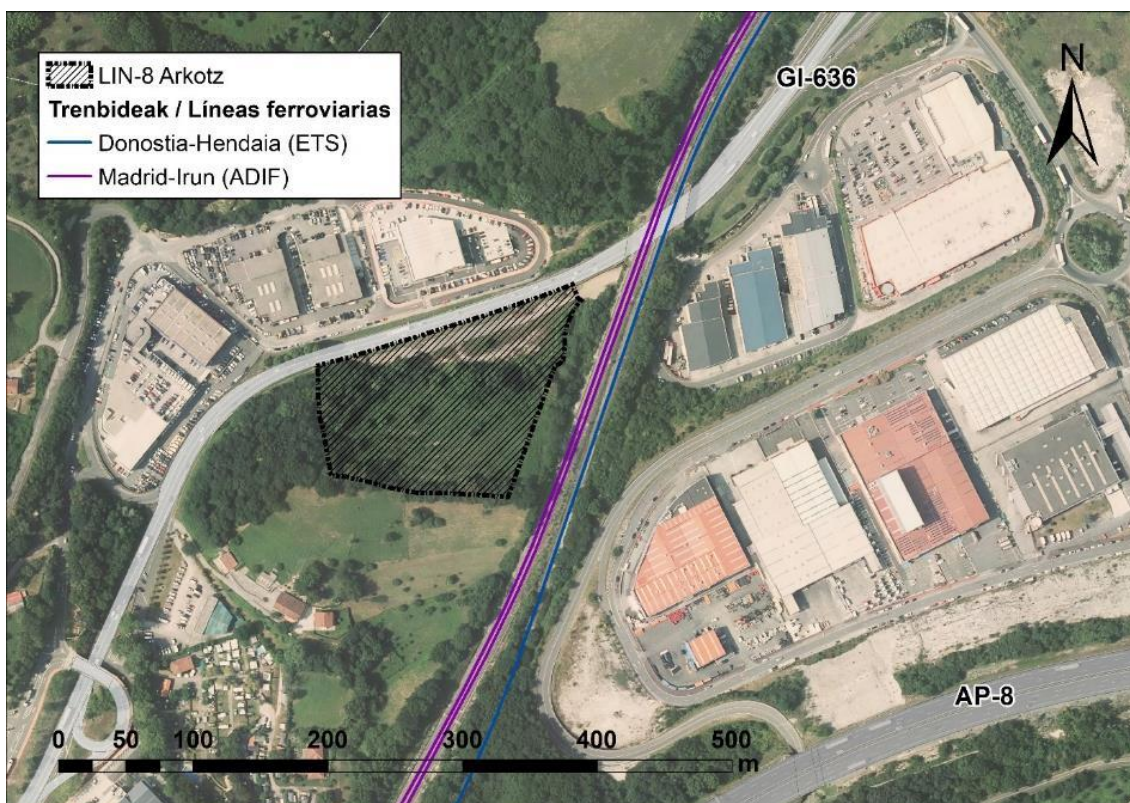 LIN-8 Arkotz
Trenbideak / Líneas ferroviarias
Donostia-Hendaia (ETS)
Madrid-Irun (ADIF)
GI-636
N
AP-8
0 50 100 200 300 400 500
m